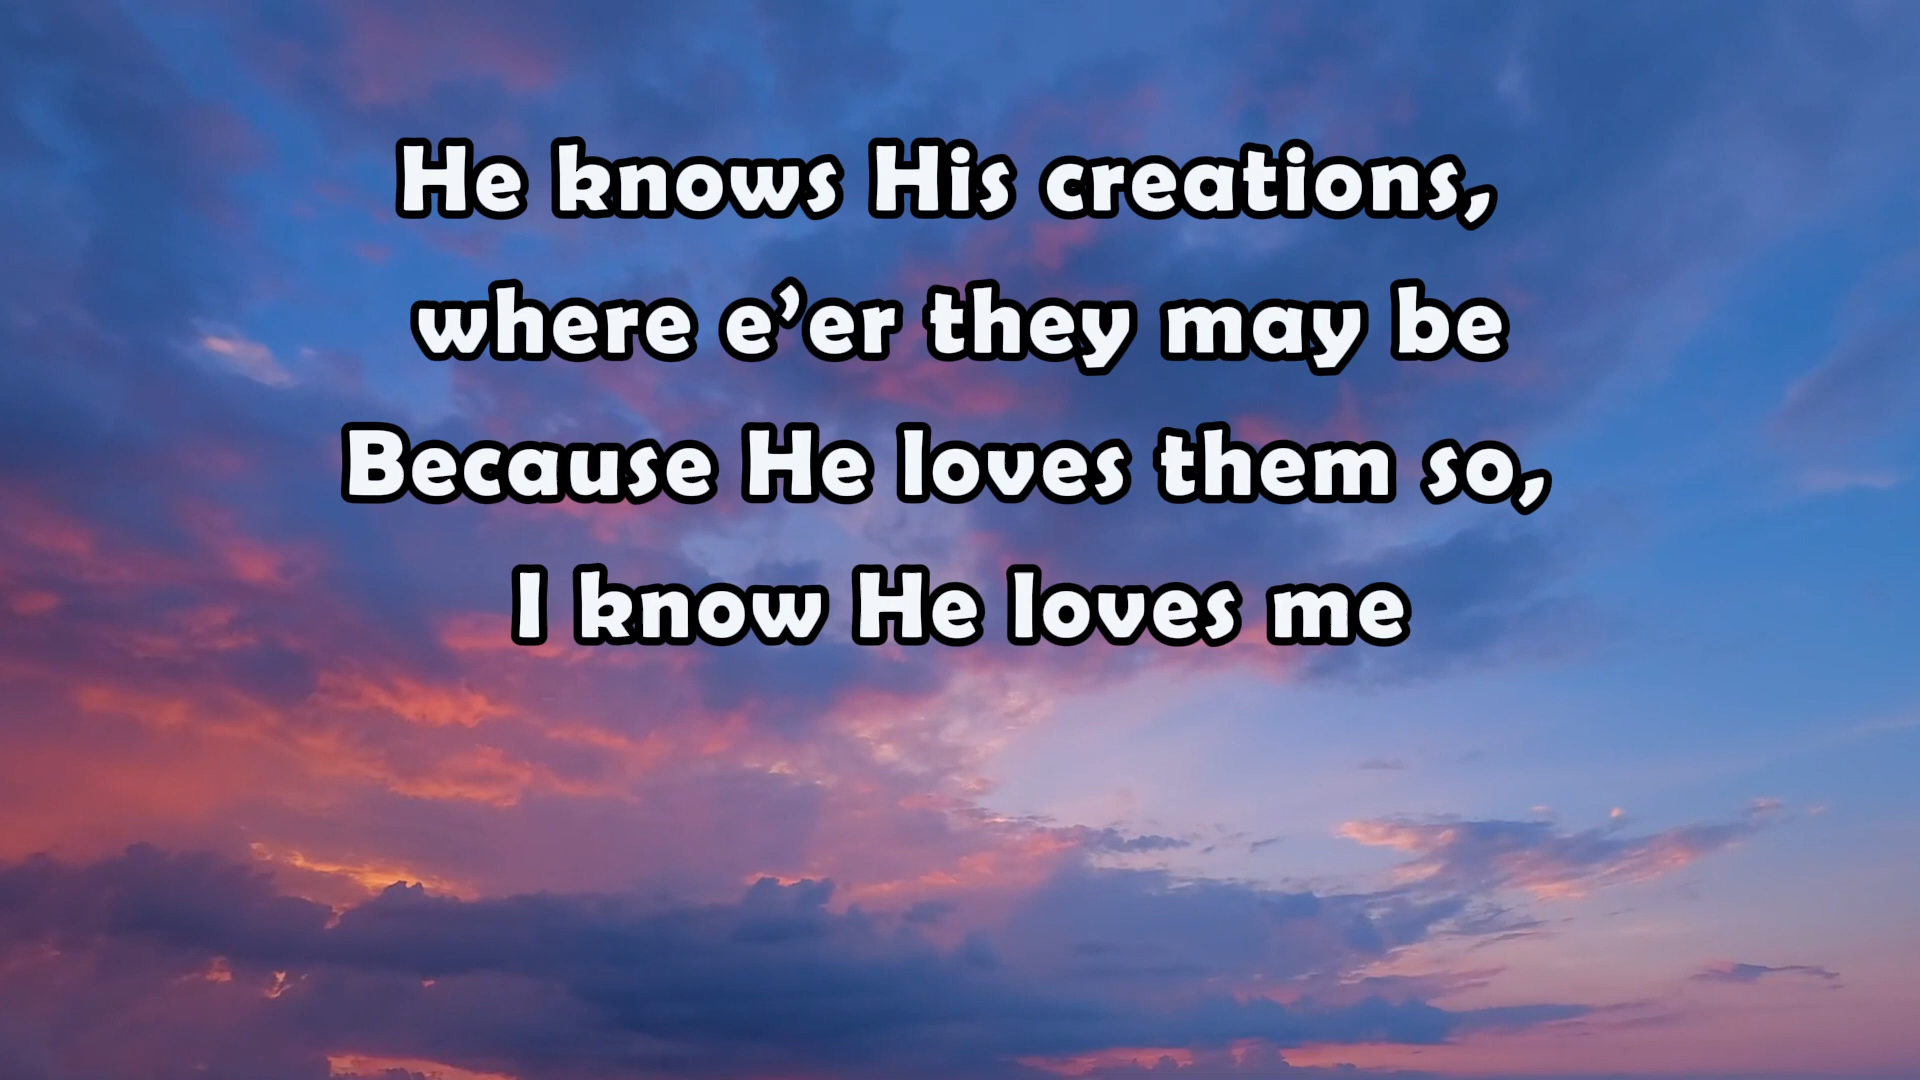 He knows His creations,
where e’er they may be
Because He loves them so,
I know He loves me